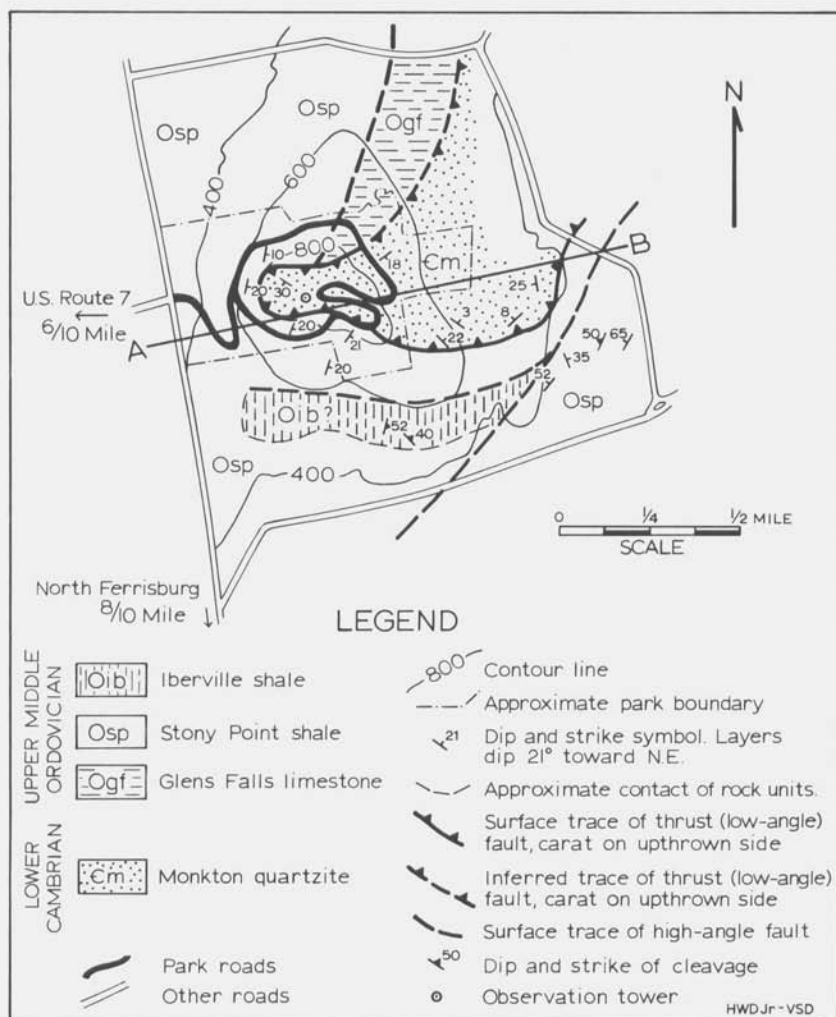 N
Osp
Osp
Ogf
400
600
10
800
18
Cm
B
20
30
25
U.S. Route 7
6/10 Mile
A
20
21
3
8
22
20
50
65
35
52
Oib?
52
40
Osp
Osp
400
0 1/4 1/2 MILE
SCALE
North Ferrisburg
8/10 Mile
LEGEND
UPPER MIDDLE
ORDOVICIAN
Oib Iberville shale
Osp Stony Point shale
Ogf Glens Falls limestone
LOWER
CAMBRIAN
Cm Monkton quartzite
Park roads
Other roads
800 Contour line
Approximate park boundary
21 Dip and strike symbol. Layers
dip 21° toward N.E.
Approximate contact of rock units.
Surface trace of thrust (low-angle)
fault, carat on upthrown side
Inferred trace of thrust (low-angle)
fault, carat on upthrown side
Surface trace of high-angle fault
50 Dip and strike of cleavage
Observation tower
HWDJr-VSD